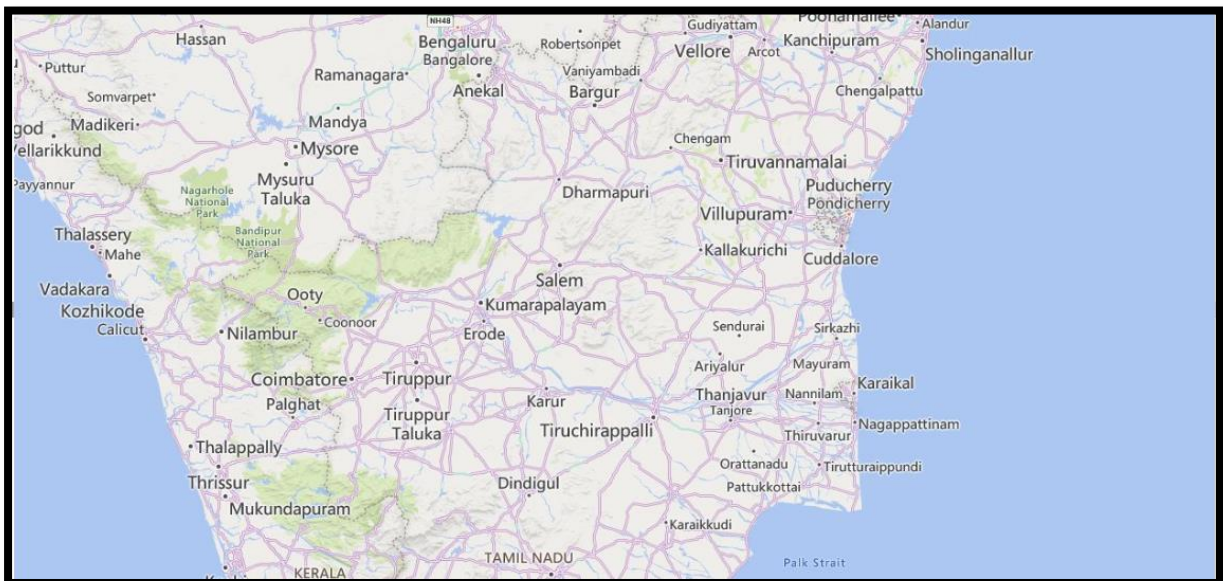 NH48
Hassan
Bengaluru
Bangalore
Robertsonpet
Gudiyattam
Vellore
Arcot
Poonamallee
Kanchipuram
Alandur
Sholinganallur
Puttur
Ramanagara
Anekal
Vaniyambadi
Bargur
Chengalpattu
Somvarpet
Madikeri
Mandya
Vellarikkund
Mysore
Chengam
Tiruvannamalai
Payyannur
Nagarhole
National
Park
Mysuru
Taluka
Dharmapuri
Puducherry
Pondicherry
Villupuram
Thalassery
Mahe
Bandipur
National
Park
Kallakurichi
Cuddalore
Vadakara
Kozhikode
Calicut
Ooty
Coonoor
Nilambur
Salem
Kumarapalayam
Erode
Sendurai
Sirkazhi
Coimbatore
Palghat
Tiruppur
Tiruppur
Taluka
Karur
Tiruchirappalli
Ariyalur
Mayuram
Thanjavur
Tanjore
Nannilam
Karaikal
Thiruvarur
Nagappattinam
Thalappally
Thrissur
Mukundapuram
Dindigul
Orattanadu
Tirutturaippundi
Pattukkottai
Karaikkudi
TAMIL NADU
KERALA
Palk Strait